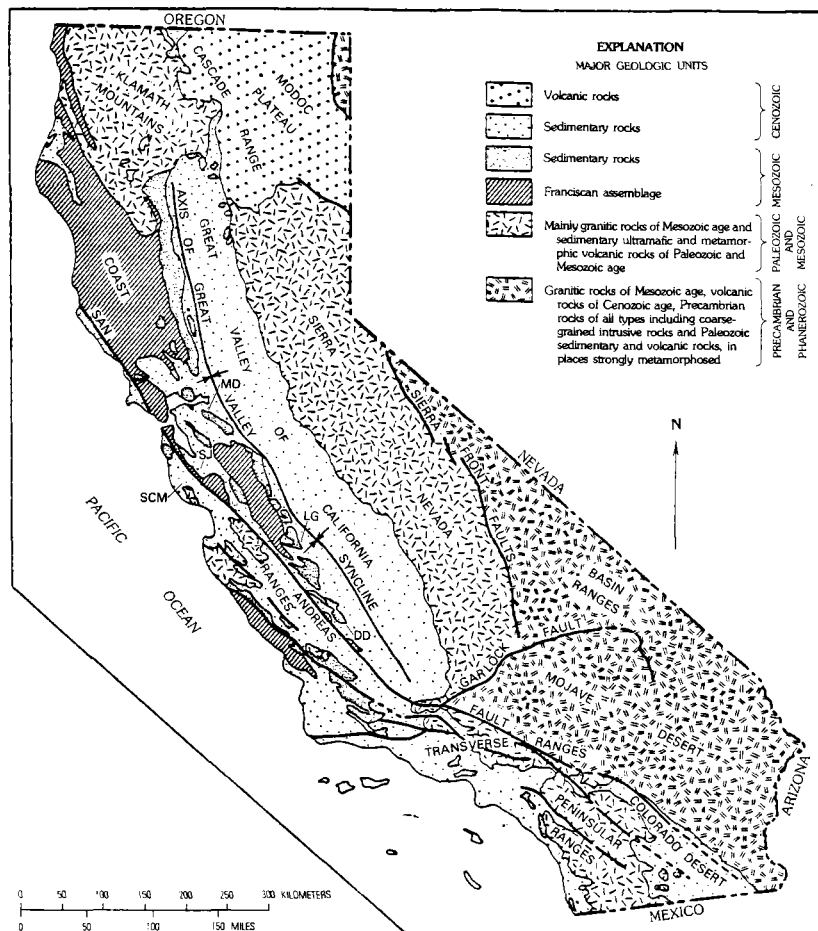 OREGON
KLAMATH
MOUNTAINS
CASCADE
RANGE
MODOC
PLATEAU
COAST
RANGES
GREAT
VALLEY
OF
CALIFORNIA
AXIS OF GREAT VALLEY SYNCLINE
SIERRA
NEVADA
SIERRA
FRONT
FAULTS
SAN
ANDREAS
FAULT
MD
SJ
SCM
LG
DD
PACIFIC
OCEAN
NEVADA
BASIN
RANGES
GARLOCK
FAULT
MOJAVE
DESERT
TRANSVERSE
RANGES
PENINSULAR
RANGES
COLORADO
DESERT
ARIZONA
MEXICO
N
EXPLANATION
MAJOR GEOLOGIC UNITS
Volcanic rocks
Sedimentary rocks
CENOZOIC
Sedimentary rocks
Franciscan assemblage
MESOZOIC
Mainly granitic rocks of Mesozoic age and
sedimentary ultramafic and metamor-
phic volcanic rocks of Paleozoic and
Mesozoic age
PALEOZOIC
AND
MESOZOIC
Granitic rocks of Mesozoic age, volcanic
rocks of Cenozoic age, Precambrian
rocks of all types including coarse-
grained intrusive rocks and Paleozoic
sedimentary and volcanic rocks, in
places strongly metamorphosed
PRECAMBRIAN
AND
PHANEROZOIC
0 50 100 150 200 250 300 KILOMETERS
0 50 100 150 MILES